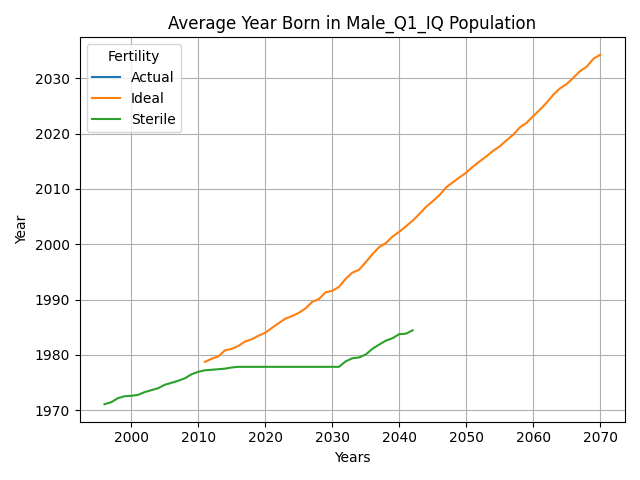 Average Year Born in Male_Q1_IQ Population
Fertility
Actual
Ideal
Sterile
Year
2030
2020
2010
2000
1990
1980
1970
2000 2010 2020 2030 2040 2050 2060 2070
Years